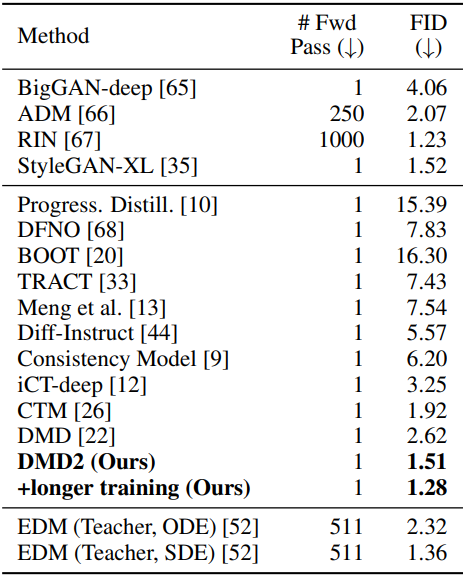 Method # Fwd Pass (↓) FID (↓)
BigGAN-deep [65] 1 4.06
ADM [66] 250 2.07
RIN [67] 1000 1.23
StyleGAN-XL [35] 1 1.52
Progress. Distill. [10] 1 15.39
DFNO [68] 1 7.83
BOOT [20] 1 16.30
TRACT [33] 1 7.43
Meng et al. [13] 1 7.54
Diff-Instruct [44] 1 5.57
Consistency Model [9] 1 6.20
iCT-deep [12] 1 3.25
CTM [26] 1 1.92
DMD [22] 1 2.62
DMD2 (Ours) 1 1.51
+longer training (Ours) 1 1.28
EDM (Teacher, ODE) [52] 511 2.32
EDM (Teacher, SDE) [52] 511 1.36